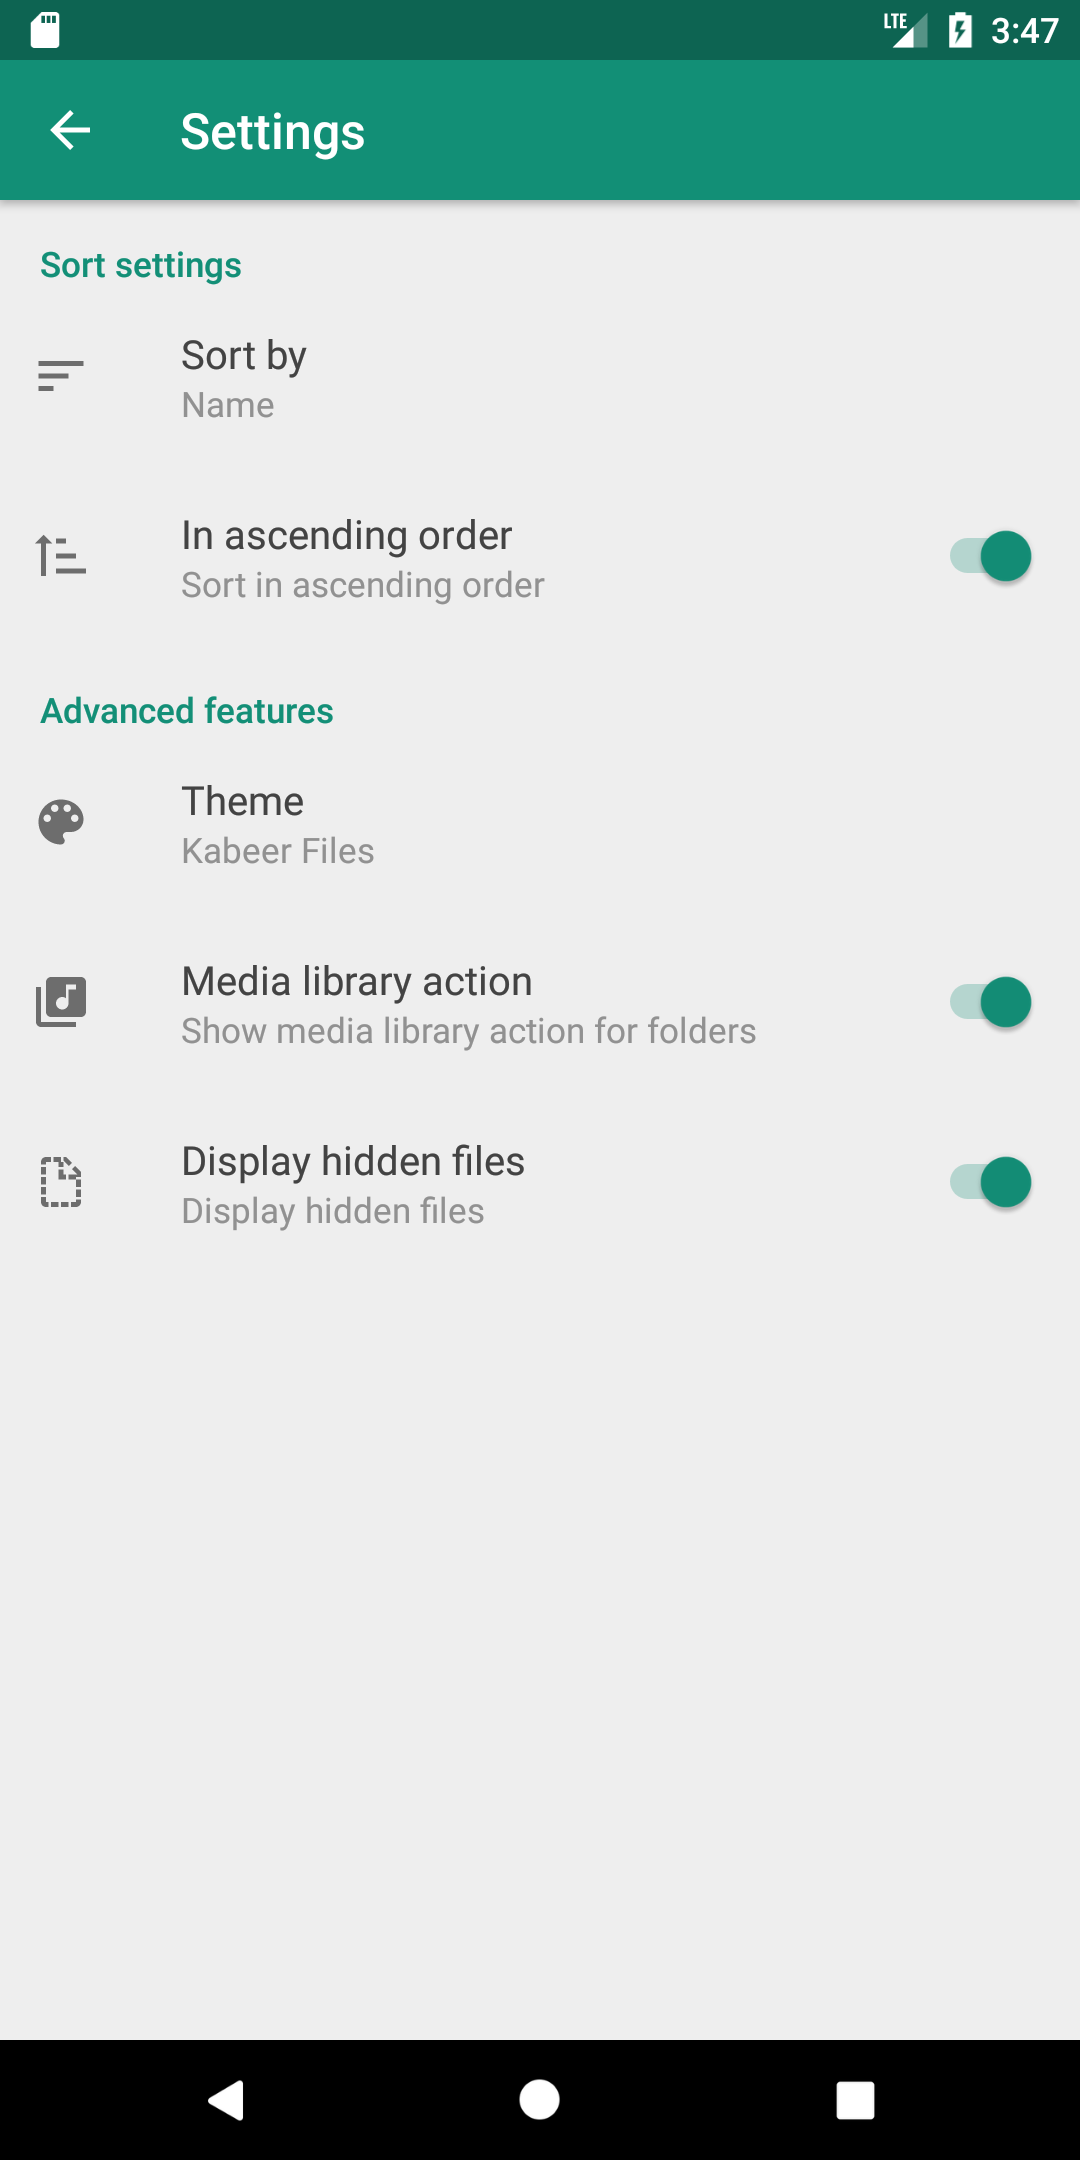 LTE 3:47
Settings
Sort settings
Sort by
Name
In ascending order
Sort in ascending order
Advanced features
Theme
Kabeer Files
Media library action
Show media library action for folders
Display hidden files
Display hidden files